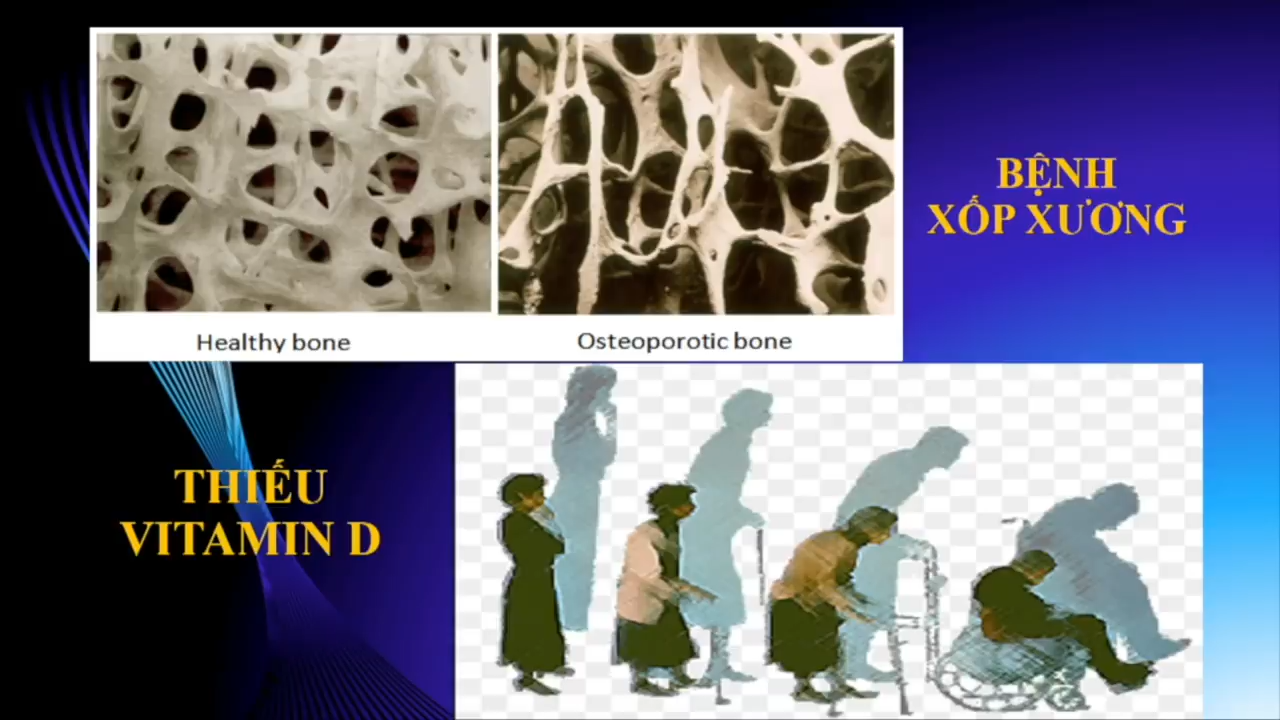 Healthy bone
Osteoporotic bone
BỆNH
XỐP XƯƠNG
THIẾU
VITAMIN D